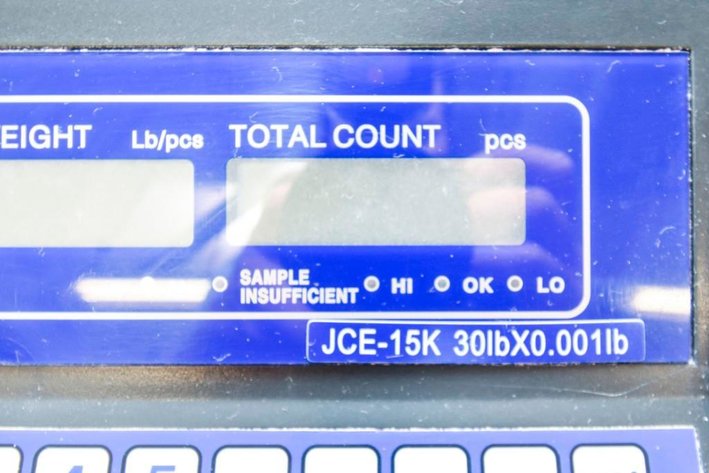 EIGHT Lb/pcs TOTAL COUNT pcs
SAMPLE
INSUFFICIENT HI OK LO
JCE-15K 30lbX0.001lb